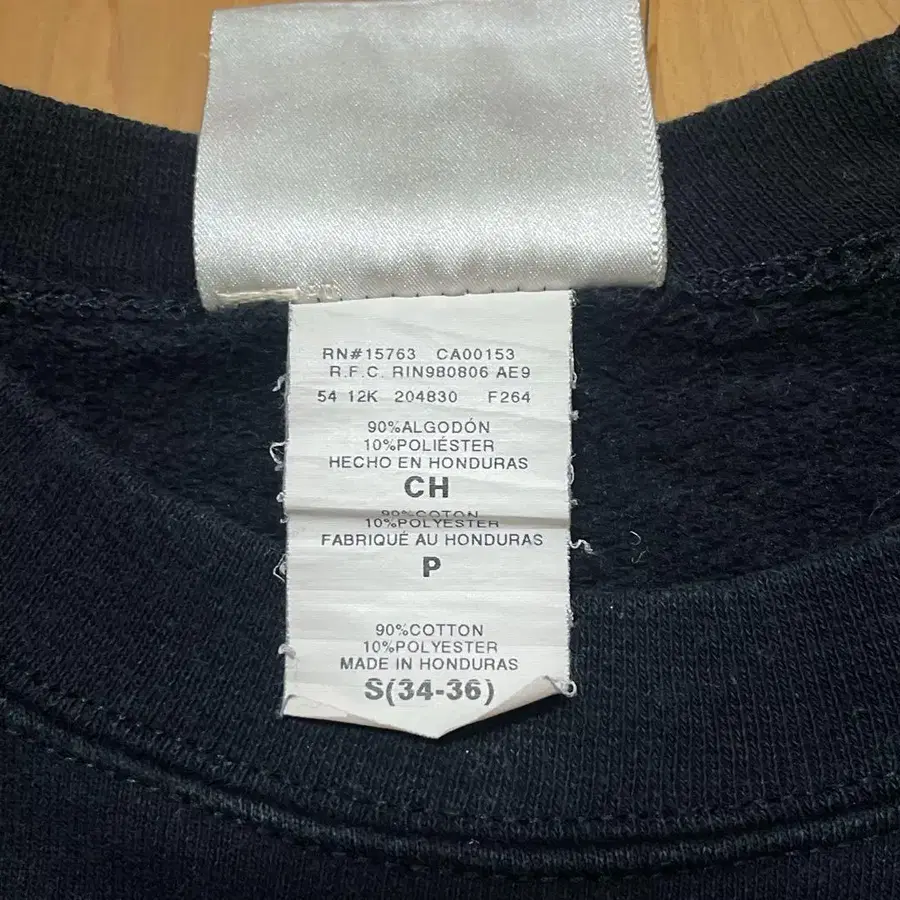 RN#15763 CA00153
R.F.C. RIN980806 AE9
54 12K 204830 F264
90%ALGODÓN
10%POLIÉSTER
HECHO EN HONDURAS
CH
90%COTON
10%POLYESTER
FABRIQUÉ AU HONDURAS
P
90%COTTON
10%POLYESTER
MADE IN HONDURAS
S(34-36)